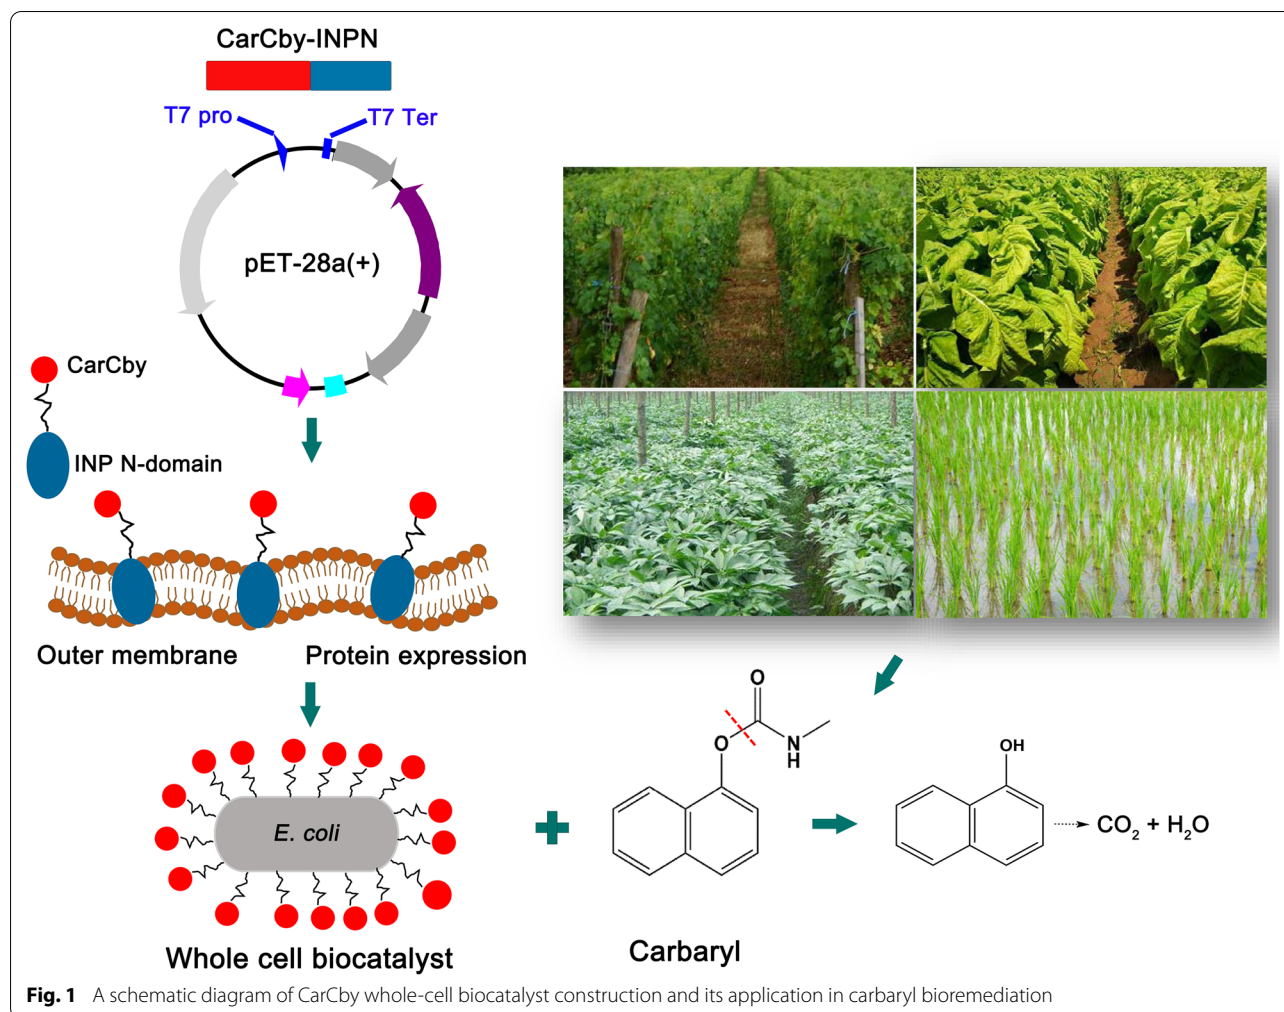 CarCby-INPN
T7 pro
T7 Ter
pET-28a(+)
CarCby
INP N-domain
Outer membrane
Protein expression
E. coli
Whole cell biocatalyst
O
O
N
H
Carbaryl
OH
CO₂ + H₂O
Fig. 1 A schematic diagram of CarCby whole-cell biocatalyst construction and its application in carbaryl bioremediation